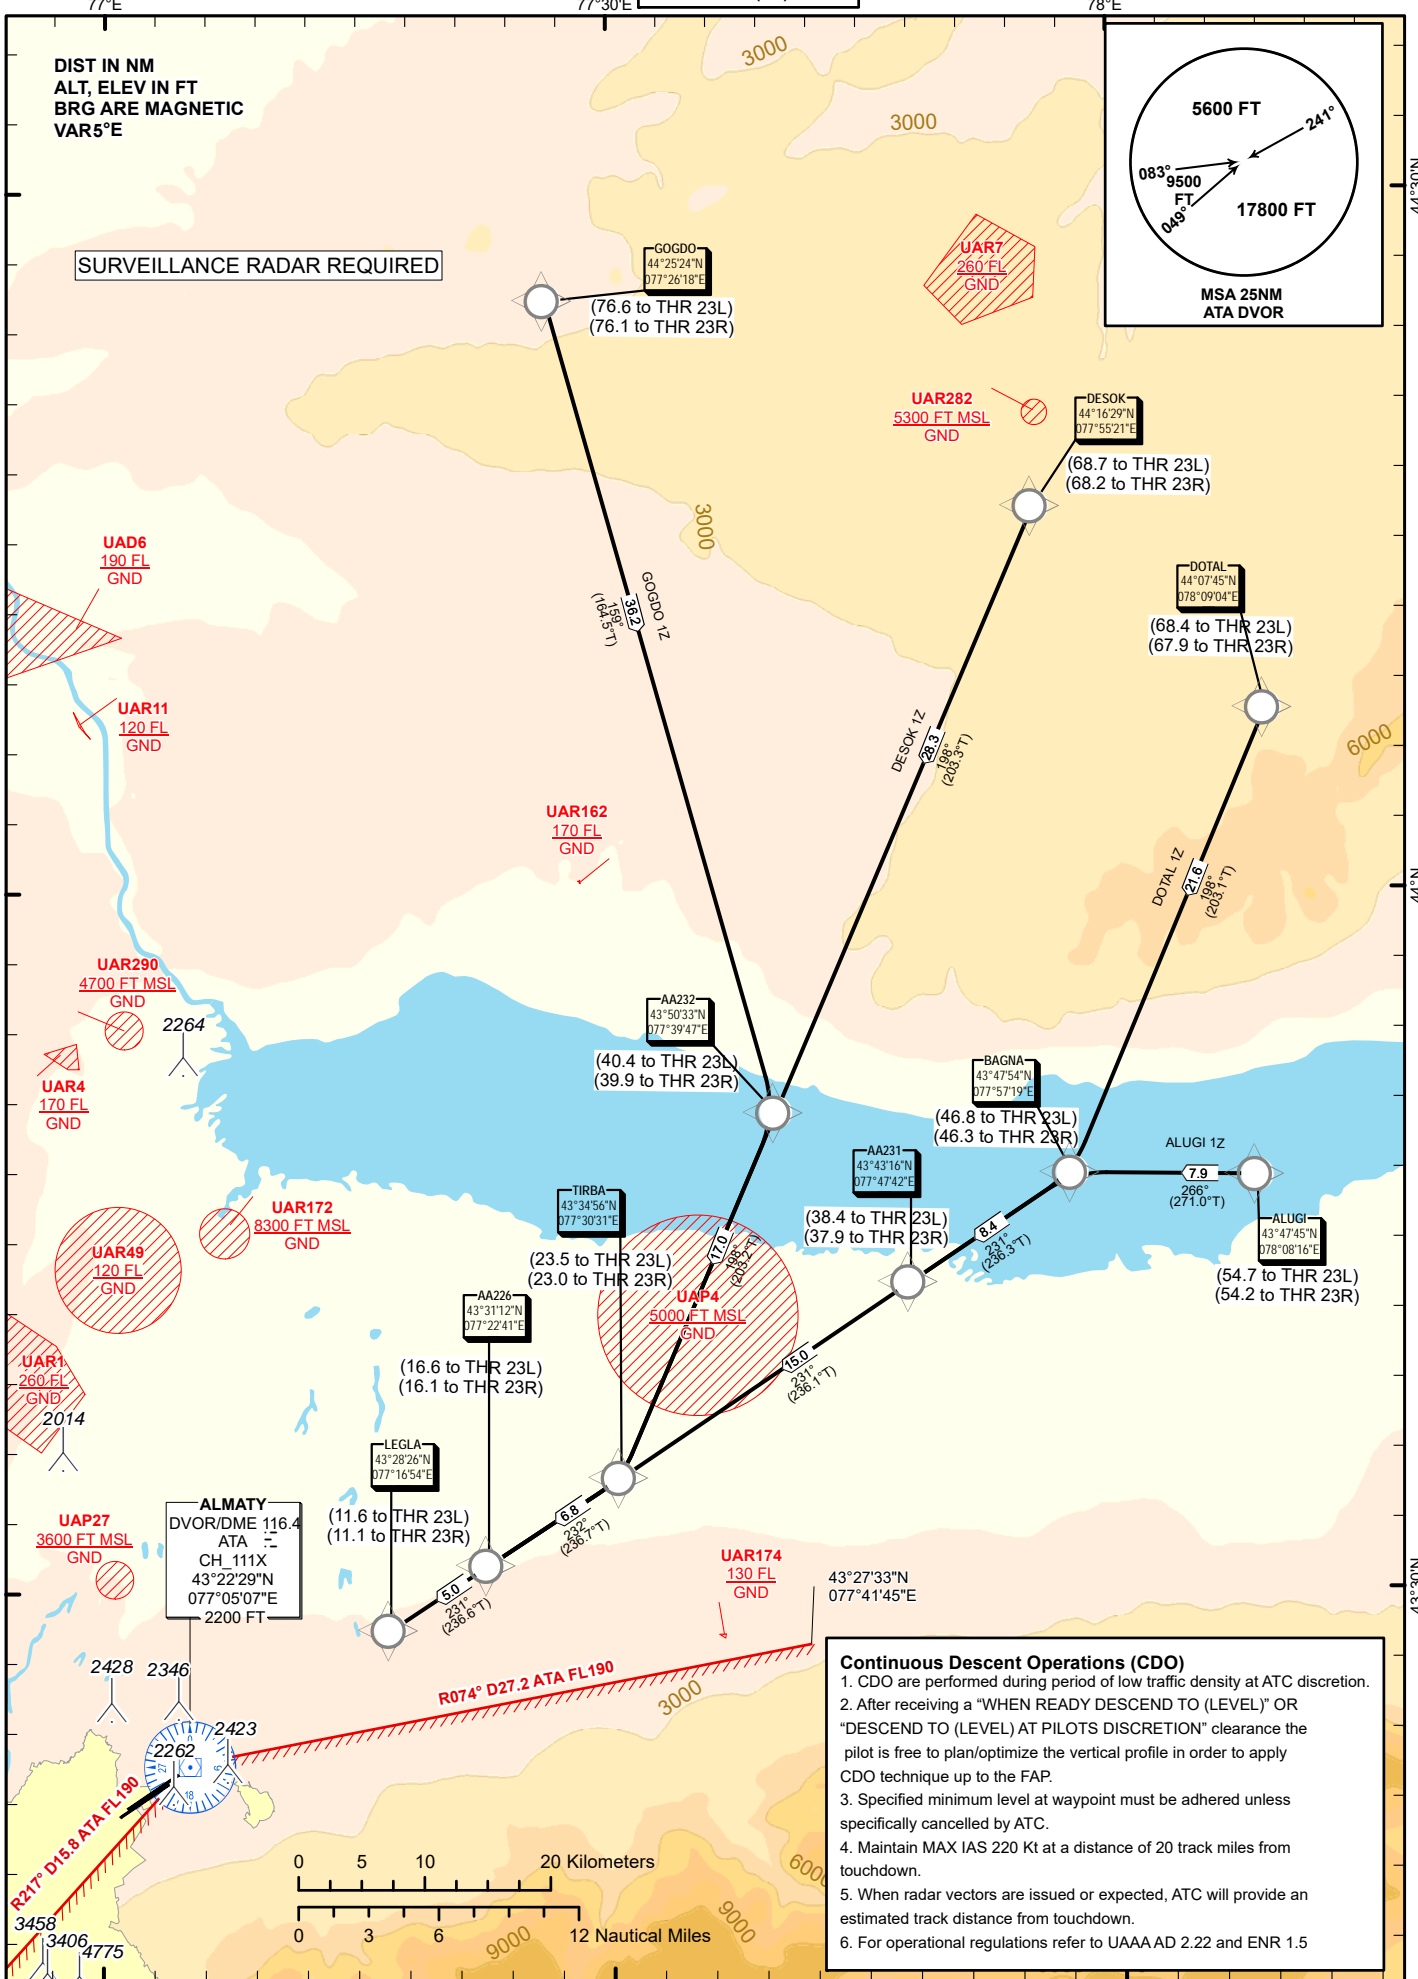 77°E
77°30'E
78°E
DIST IN NM
ALT, ELEV IN FT
BRG ARE MAGNETIC
VAR5°E
3000
3000
5600 FT
241°
083°
9500
FT
049°
17800 FT
MSA 25NM
ATA DVOR
44°30'N
SURVEILLANCE RADAR REQUIRED
GOGDO
44°25'24"N
077°26'18"E
(76.6 to THR 23L)
(76.1 to THR 23R)
UAR7
260 FL
GND
UAR282
5300 FT MSL
GND
DESOK
44°16'29"N
077°55'21"E
(68.7 to THR 23L)
(68.2 to THR 23R)
3000
UAD6
190 FL
GND
DOTAL
44°07'45"N
078°09'04"E
(68.4 to THR 23L)
(67.9 to THR 23R)
GOGDO 1Z
36.2
159°
(164.5°T)
UAR11
120 FL
GND
DESOK 1Z
28.3
198°
(203.3°T)
6000
UAR162
170 FL
GND
DOTAL 1Z
21.6
198°
(203.1°T)
44°N
UAR290
4700 FT MSL
GND
2264
AA232
43°50'33"N
077°39'47"E
(40.4 to THR 23L)
(39.9 to THR 23R)
UAR4
170 FL
GND
BAGNA
43°47'54"N
077°57'19"E
(46.8 to THR 23L)
(46.3 to THR 23R)
ALUGI 1Z
7.9
266°
(271.0°T)
AA231
43°43'16"N
077°47'42"E
(38.4 to THR 23L)
(37.9 to THR 23R)
8.4
231°
(236.3°T)
ALUGI
43°47'45"N
078°08'16"E
(54.7 to THR 23L)
(54.2 to THR 23R)
UAR172
8300 FT MSL
GND
TIRBA
43°34'56"N
077°30'31"E
(23.5 to THR 23L)
(23.0 to THR 23R)
17.0
198°
(203.2°T)
UAR49
120 FL
GND
UAP4
5000 FT MSL
GND
AA226
43°31'12"N
077°22'41"E
(16.6 to THR 23L)
(16.1 to THR 23R)
15.0
231°
(236.1°T)
UAR1
260 FL
GND
2014
LEGLA
43°28'26"N
077°16'54"E
(11.6 to THR 23L)
(11.1 to THR 23R)
6.8
232°
(236.7°T)
5.0
231°
(236.6°T)
UAP27
3600 FT MSL
GND
ALMATY
DVOR/DME 116.4
ATA
CH_111X
43°22'29"N
077°05'07"E
2200 FT
UAR174
130 FL
GND
43°27'33"N
077°41'45"E
43°30'N
2428
2346
2423
2262
27
0
9
18
R074° D27.2 ATA FL190
3000
R217° D15.8 ATA FL190
3458
3406
4775
0 5 10 20 Kilometers
0 3 6 12 Nautical Miles
9000
9000
6000
Continuous Descent Operations (CDO)
1. CDO are performed during period of low traffic density at ATC discretion.
2. After receiving a “WHEN READY DESCEND TO (LEVEL)” OR
“DESCEND TO (LEVEL) AT PILOTS DISCRETION” clearance the
pilot is free to plan/optimize the vertical profile in order to apply
CDO technique up to the FAP.
3. Specified minimum level at waypoint must be adhered unless
specifically cancelled by ATC.
4. Maintain MAX IAS 220 Kt at a distance of 20 track miles from
touchdown.
5. When radar vectors are issued or expected, ATC will provide an
estimated track distance from touchdown.
6. For operational regulations refer to UAAA AD 2.22 and ENR 1.5